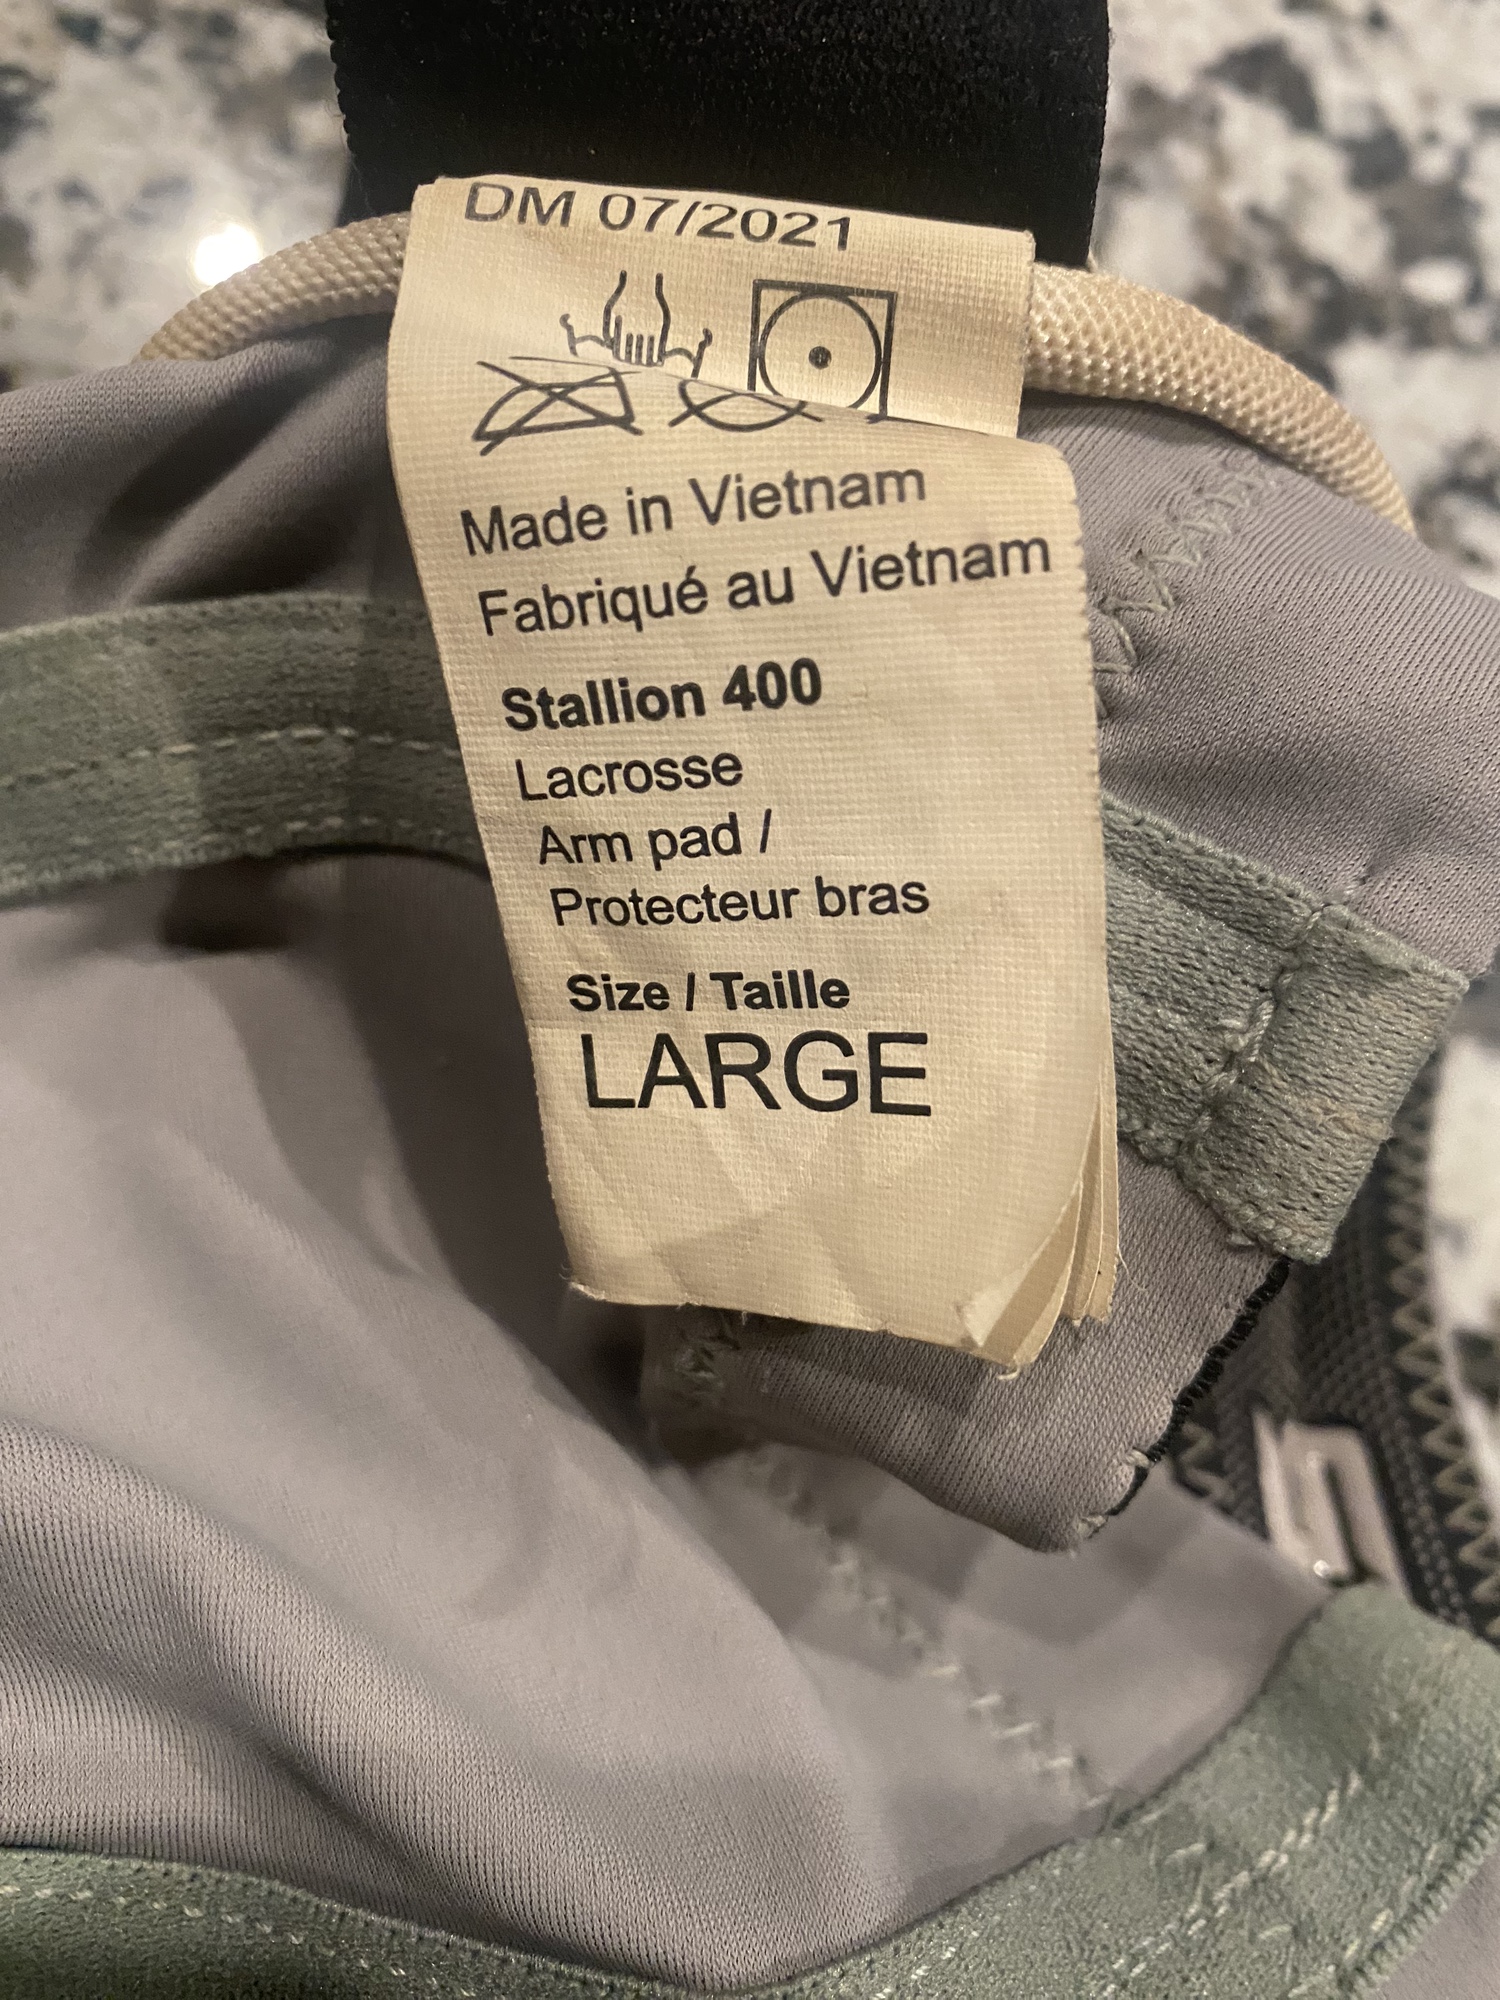 DM 07/2021
Made in Vietnam
Fabriqué au Vietnam
Stallion 400
Lacrosse
Arm pad /
Protecteur bras
Size / Taille
LARGE